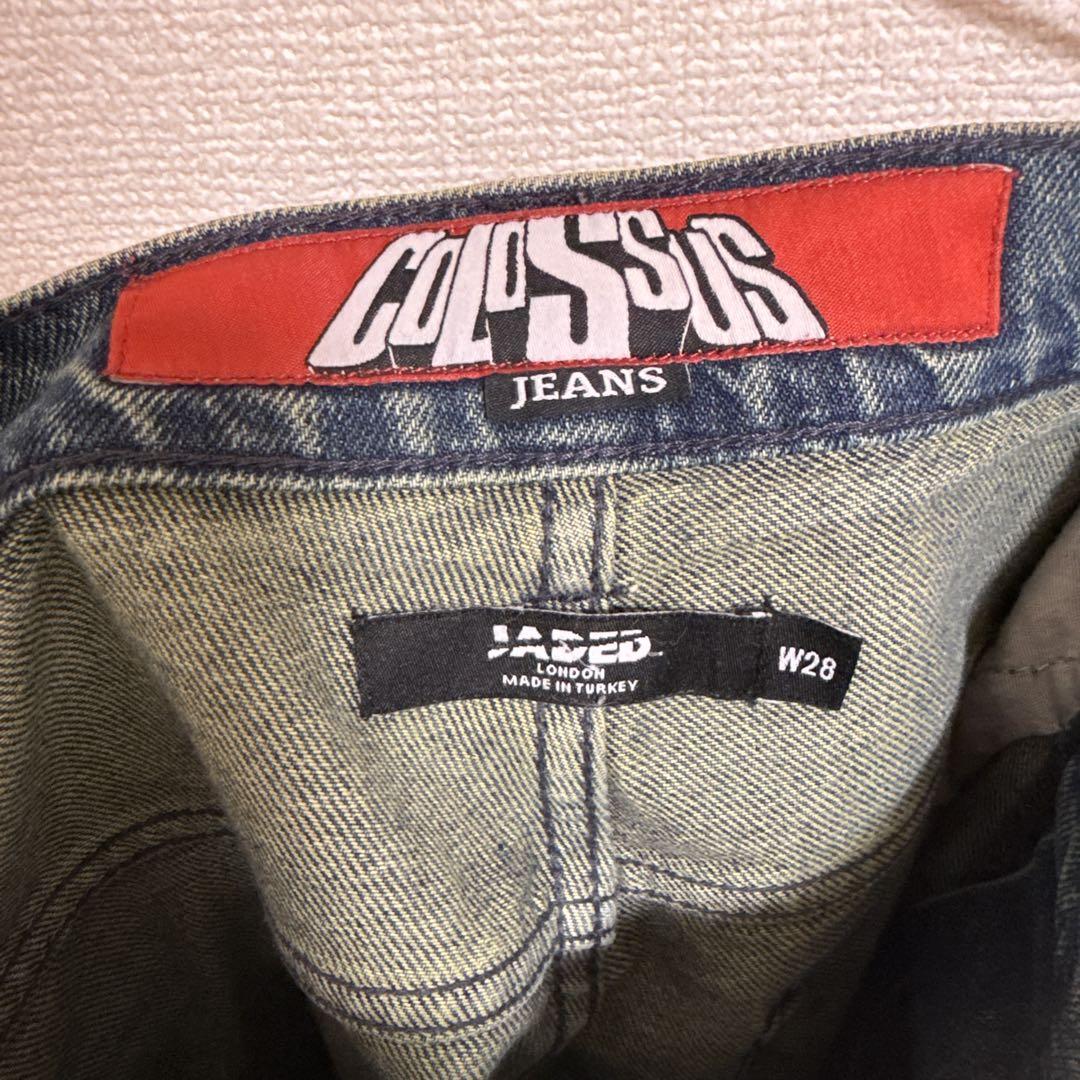 COLOSSUS
JEANS
JADED
LONDON
MADE IN TURKEY
W28